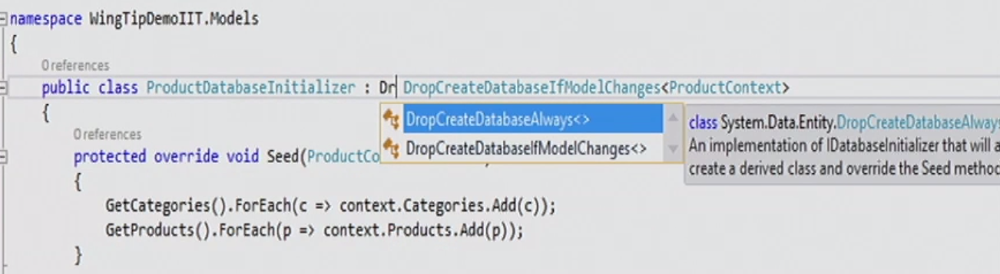 namespace WingTipDemoIIT.Models
{
0 references
public class ProductDatabaseInitializer : Dr DropCreateDatabaseIfModelChanges<ProductContext>
{
DropCreateDatabaseAlways<>
DropCreateDatabaseIfModelChanges<>
class System.Data.Entity.DropCreateDatabaseAlways
An implementation of IDatabaseInitializer that will a
create a derived class and override the Seed method
0 references
protected override void Seed(ProductCo
{
GetCategories().ForEach(c => context.Categories.Add(c));
GetProducts().ForEach(p => context.Products.Add(p));
}